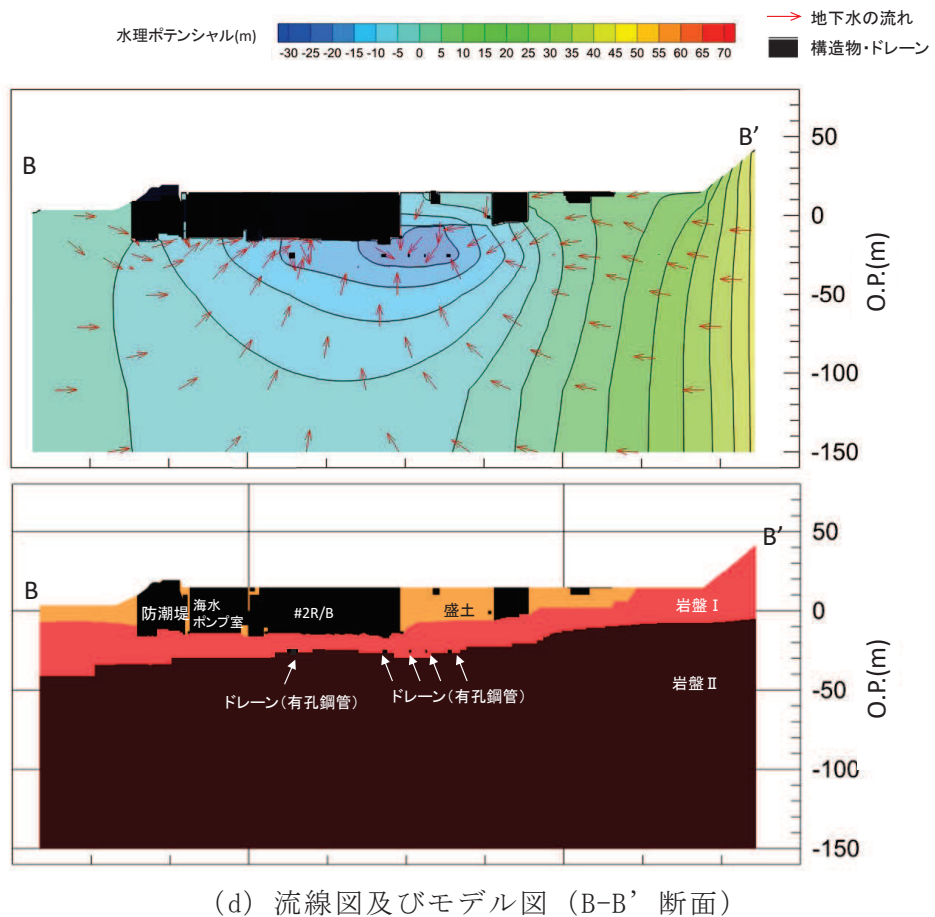 水理ポテンシャル(m)
-30 -25 -20 -15 -10 -5 0 5 10 15 20 25 30 35 40 45 50 55 60 65 70
地下水の流れ
構造物・ドレーン
B
B'
50
0
-50
-100
-150
O.P.(m)
B
B'
防潮堤
海水
ポンプ室
#2R/B
盛土
岩盤Ⅰ
岩盤Ⅱ
ドレーン(有孔鋼管)
ドレーン(有孔鋼管)
50
0
-50
-100
-150
O.P.(m)
(d) 流線図及びモデル図 (B-B’断面)